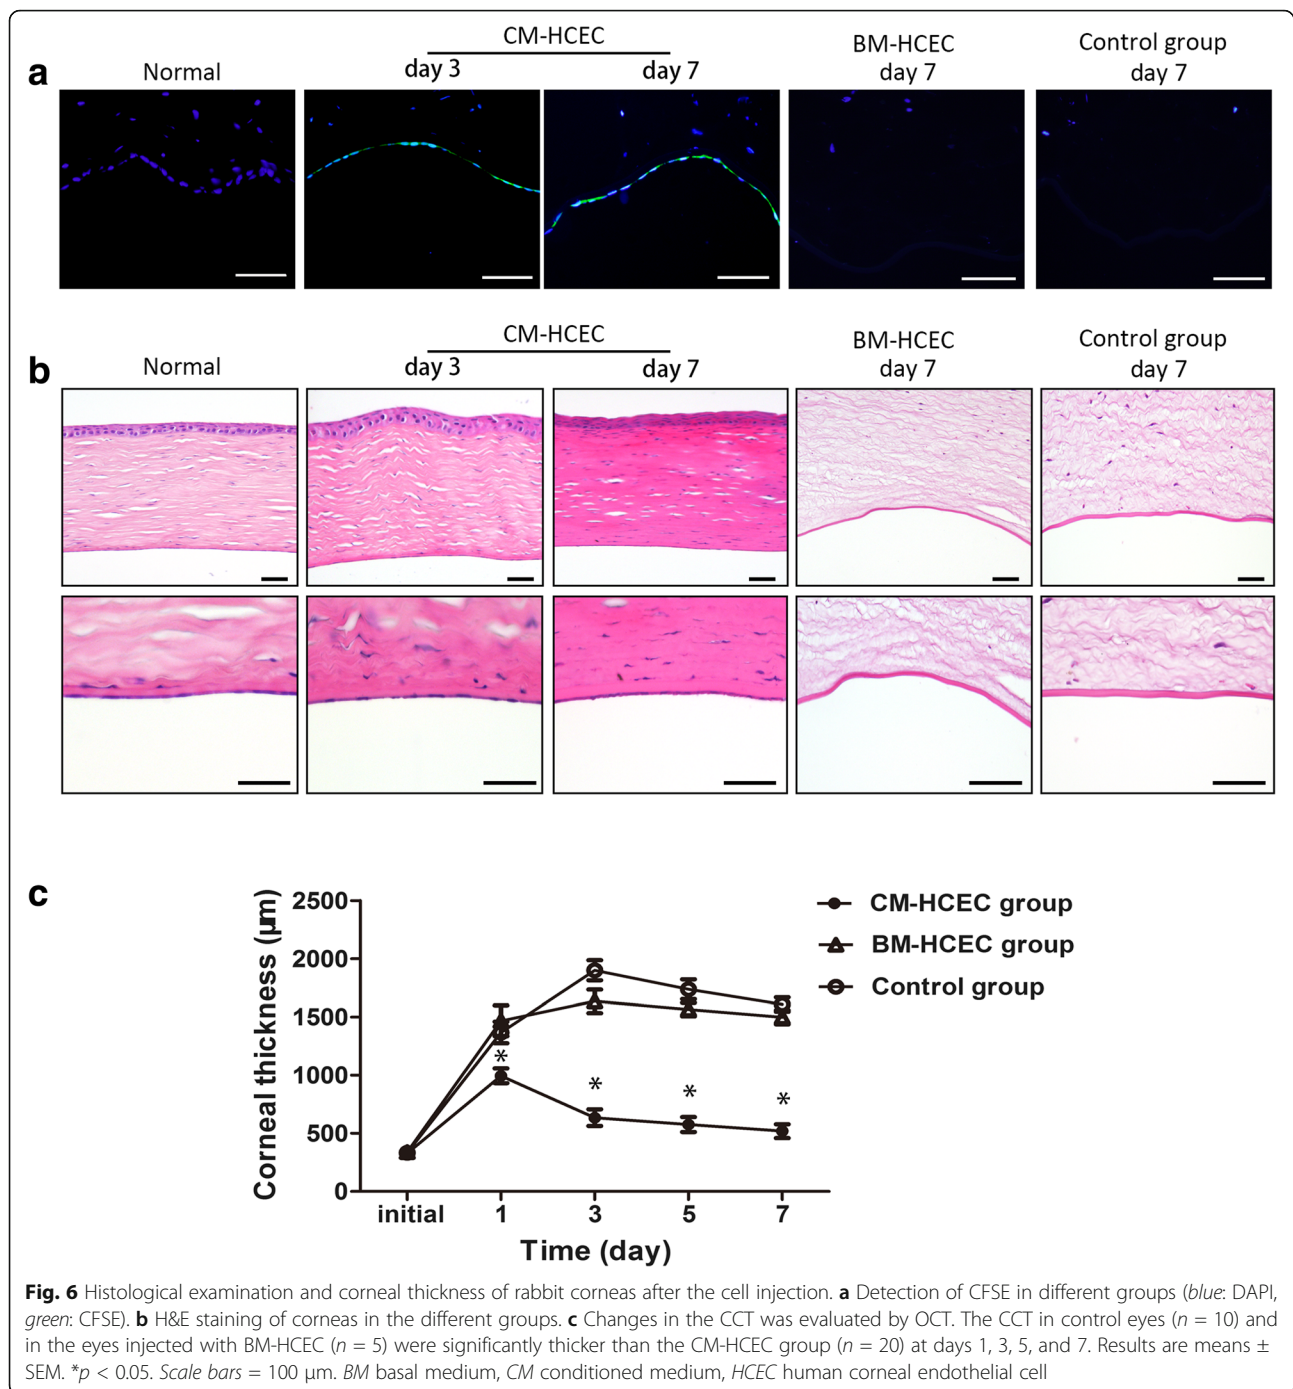 CM-HCEC
BM-HCEC
Control group
a
Normal
day 3
day 7
day 7
day 7
CM-HCEC
BM-HCEC
Control group
b
Normal
day 3
day 7
day 7
day 7
c
Corneal thickness (µm)
2500
2000
1500
1000
500
0
*
*
*
*
initial
1
3
5
7
Time (day)
CM-HCEC group
BM-HCEC group
Control group
Fig. 6 Histological examination and corneal thickness of rabbit corneas after the cell injection. a Detection of CFSE in different groups (blue: DAPI,
green: CFSE). b H&E staining of corneas in the different groups. c Changes in the CCT was evaluated by OCT. The CCT in control eyes (n = 10) and
in the eyes injected with BM-HCEC (n = 5) were significantly thicker than the CM-HCEC group (n = 20) at days 1, 3, 5, and 7. Results are means ±
SEM. *p < 0.05. Scale bars = 100 µm. BM basal medium, CM conditioned medium, HCEC human corneal endothelial cell